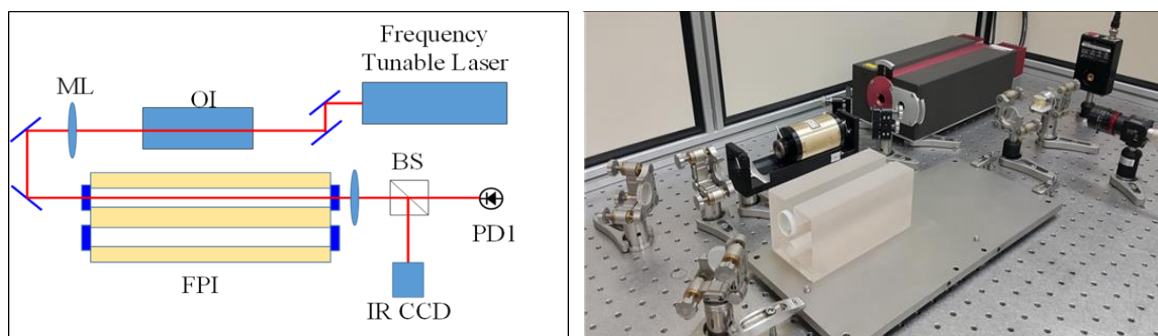 Frequency
Tunable Laser
ML
OI
BS
PD1
FPI
IR CCD